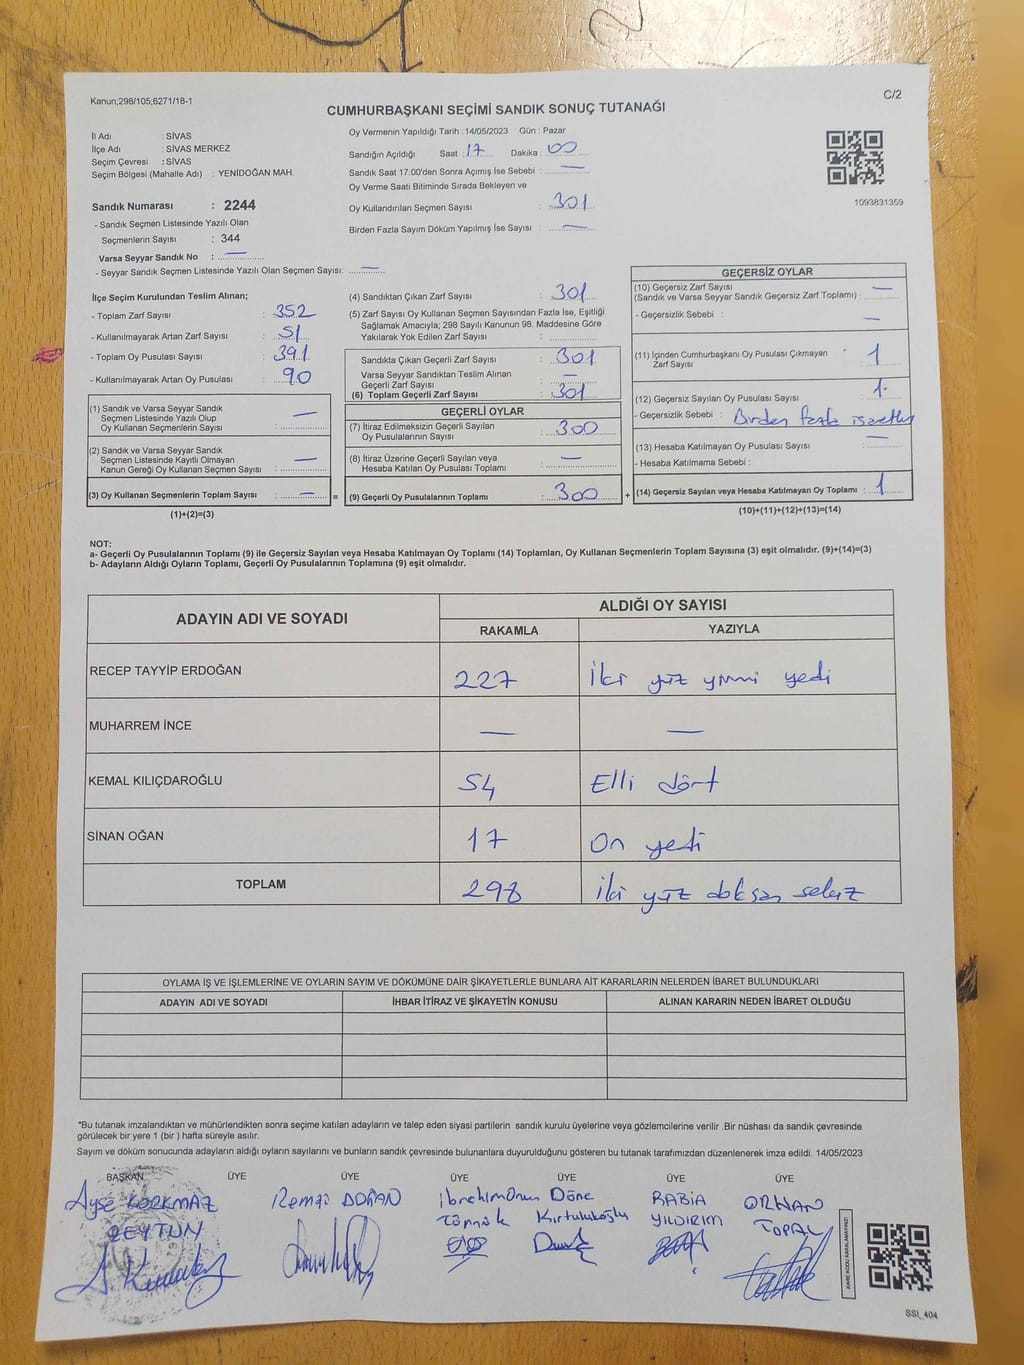 Kanun;298/105;6271/18-1
C/2
CUMHURBAŞKANI SEÇİMİ SANDIK SONUÇ TUTANAĞI
İl Adı : SİVAS
İlçe Adı : SİVAS MERKEZ
Seçim Çevresi : SİVAS
Seçim Bölgesi (Mahalle Adı) : YENİDOĞAN MAH.
Sandık Numarası : 2244
- Sandık Seçmen Listesinde Yazılı Olan
Seçmenlerin Sayısı : 344
Varsa Seyyar Sandık No : —
- Seyyar Sandık Seçmen Listesinde Yazılı Olan Seçmen Sayısı: —
Oy Vermenin Yapıldığı Tarih : 14/05/2023 Gün : Pazar
Sandığın Açıldığı Saat : 17 Dakika : 00
Sandık Saat 17.00'den Sonra Açımış İse Sebebi : —
Oy Verme Saati Bitiminde Sırada Bekleyen ve
Oy Kullandırılan Seçmen Sayısı : 301
Birden Fazla Sayım Döküm Yapılmış İse Sayısı : —
1093831359
İlçe Seçim Kurulundan Teslim Alınan;
- Toplam Zarf Sayısı : 352
- Kullanılmayarak Artan Zarf Sayısı : 51
- Toplam Oy Pusulası Sayısı : 391
- Kullanılmayarak Artan Oy Pusulası : 90
(1) Sandık ve Varsa Seyyar Sandık
Seçmen Listesinde Yazılı Olup
Oy Kullanan Seçmenlerin Sayısı : —
(2) Sandık ve Varsa Seyyar Sandık
Seçmen Listesinde Kayıtlı Olmayan
Kanun Gereği Oy Kullanan Seçmen Sayısı : —
(3) Oy Kullanan Seçmenlerin Toplam Sayısı : — =
(1)+(2)=(3)
(4) Sandıktan Çıkan Zarf Sayısı : 301
(5) Zarf Sayısı Oy Kullanan Seçmen Sayısından Fazla İse, Eşitliği
Sağlamak Amacıyla; 298 Sayılı Kanunun 98. Maddesine Göre
Yakılarak Yok Edilen Zarf Sayısı :
Sandıkta Çıkan Geçerli Zarf Sayısı : 301
Varsa Seyyar Sandıktan Teslim Alınan
Geçerli Zarf Sayısı : —
(6) Toplam Geçerli Zarf Sayısı : 301
GEÇERLİ OYLAR
(7) İtiraz Edilmeksizin Geçerli Sayılan
Oy Pusulalarının Sayısı : 300
(8) İtiraz Üzerine Geçerli Sayılan veya
Hesaba Katılan Oy Pusulası Toplamı : —
(9) Geçerli Oy Pusulalarının Toplamı : 300 +
GEÇERSİZ OYLAR
(10) Geçersiz Zarf Sayısı
(Sandık ve Varsa Seyyar Sandık Geçersiz Zarf Toplamı) : —
- Geçersizlik Sebebi : —
(11) İçinden Cumhurbaşkanı Oy Pusulası Çıkmayan
Zarf Sayısı : 1
(12) Geçersiz Sayılan Oy Pusulası Sayısı : 1
- Geçersizlik Sebebi : Birden fazla
(13) Hesaba Katılmayan Oy Pusulası Sayısı : —
- Hesaba Katılmama Sebebi :
(14) Geçersiz Sayılan veya Hesaba Katılmayan Oy Toplamı : 1
(10)+(11)+(12)+(13)=(14)
NOT:
a- Geçerli Oy Pusulalarının Toplamı (9) ile Geçersiz Sayılan veya Hesaba Katılmayan Oy Toplamı (14) Toplamları, Oy Kullanan Seçmenlerin Toplam Sayısına (3) eşit olmalıdır. (9)+(14)=(3)
b- Adayların Aldığı Oyların Toplamı, Geçerli Oy Pusulalarının Toplamına (9) eşit olmalıdır.
ADAYIN ADI VE SOYADI ALDIĞI OY SAYISI
RAKAMLA YAZIYLA
RECEP TAYYİP ERDOĞAN 227 İki yüz yirmi yedi
MUHARREM İNCE — —
KEMAL KILIÇDAROĞLU 54 Elli dört
SİNAN OĞAN 17 On yedi
TOPLAM 298 iki yüz doksan sekiz
OYLAMA İŞ VE İŞLEMLERİNE VE OYLARIN SAYIM VE DÖKÜMÜNE DAİR ŞİKAYETLERLE BUNLARA AİT KARARLARIN NELERDEN İBARET BULUNDUKLARI
ADAYIN ADI VE SOYADI İHBAR İTİRAZ VE ŞİKAYETİN KONUSU ALINAN KARARIN NEDEN İBARET OLDUĞU
*Bu tutanak imzalandıktan ve mühürlendikten sonra seçime katılan adayların ve talep eden siyasi partilerin sandık kurulu üyelerine veya gözlemcilerine verilir .Bir nüshası da sandık çevresinde
görülecek bir yere 1 (bir ) hafta süreyle asılır.
Sayım ve döküm sonucunda adayların aldığı oyların sayılarını ve bunların sandık çevresinde bulunanlara duyurulduğunu gösteren bu tutanak tarafımızdan düzenlenerek imza edildi. 14/05/2023
BAŞKAN ÜYE ÜYE ÜYE ÜYE ÜYE ÜYE
Ayşe KORKMAZ Remzi DOĞAN Döne RABİA ORHAN
ZEYTUN YILDIRIM TOPAL
KARE KODU KARALAMAYINIZ!
SSI_404